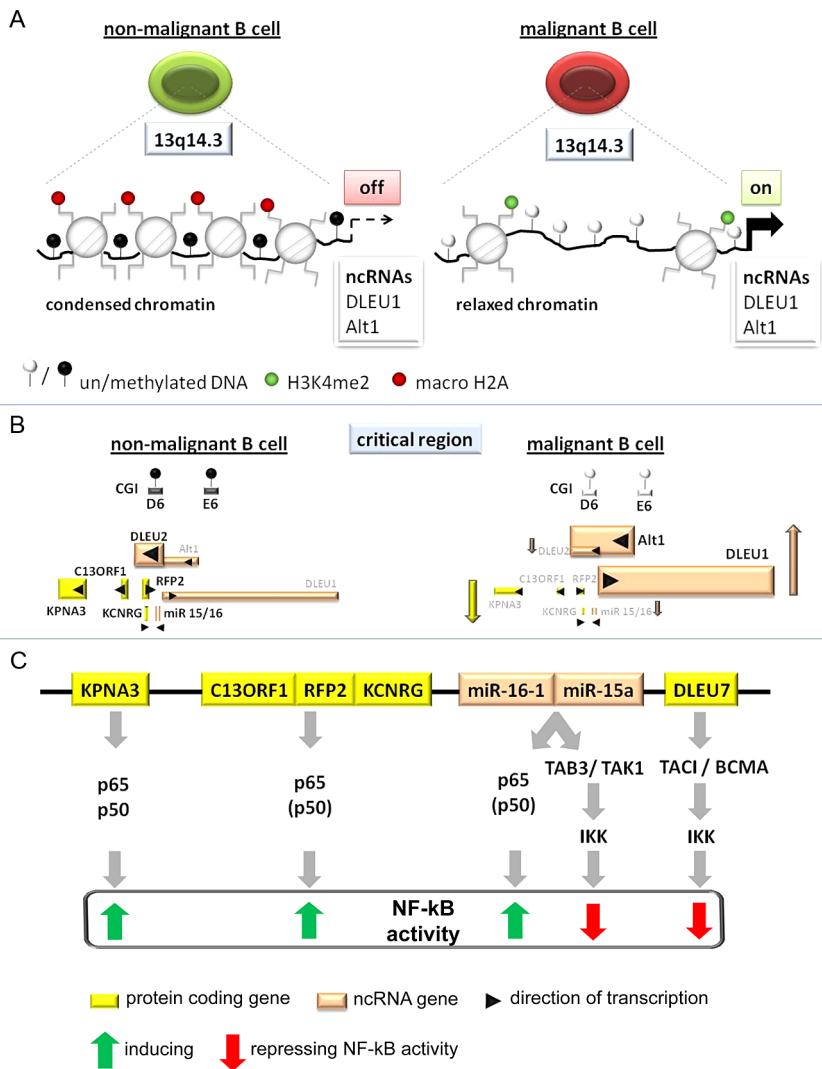 A
non-malignant B cell
malignant B cell
13q14.3
13q14.3
off
on
ncRNAs
DLEU1
Alt1
ncRNAs
DLEU1
Alt1
condensed chromatin
relaxed chromatin
/ un/methylated DNA
H3K4me2
macro H2A
B
non-malignant B cell
critical region
malignant B cell
CGI
D6
E6
CGI
D6
E6
DLEU2
Alt1
C13ORF1
RFP2
DLEU1
KPNA3
KCNRG
miR 15/16
DLEU2
Alt1
DLEU1
C13ORF1
RFP2
KPNA3
KCNRG
miR 15/16
C
KPNA3
C13ORF1
RFP2
KCNRG
miR-16-1
miR-15a
DLEU7
p65
p50
p65
(p50)
p65
(p50)
TAB3/ TAK1
IKK
TACI / BCMA
IKK
NF-kB
activity
protein coding gene
ncRNA gene
direction of transcription
inducing
repressing NF-kB activity